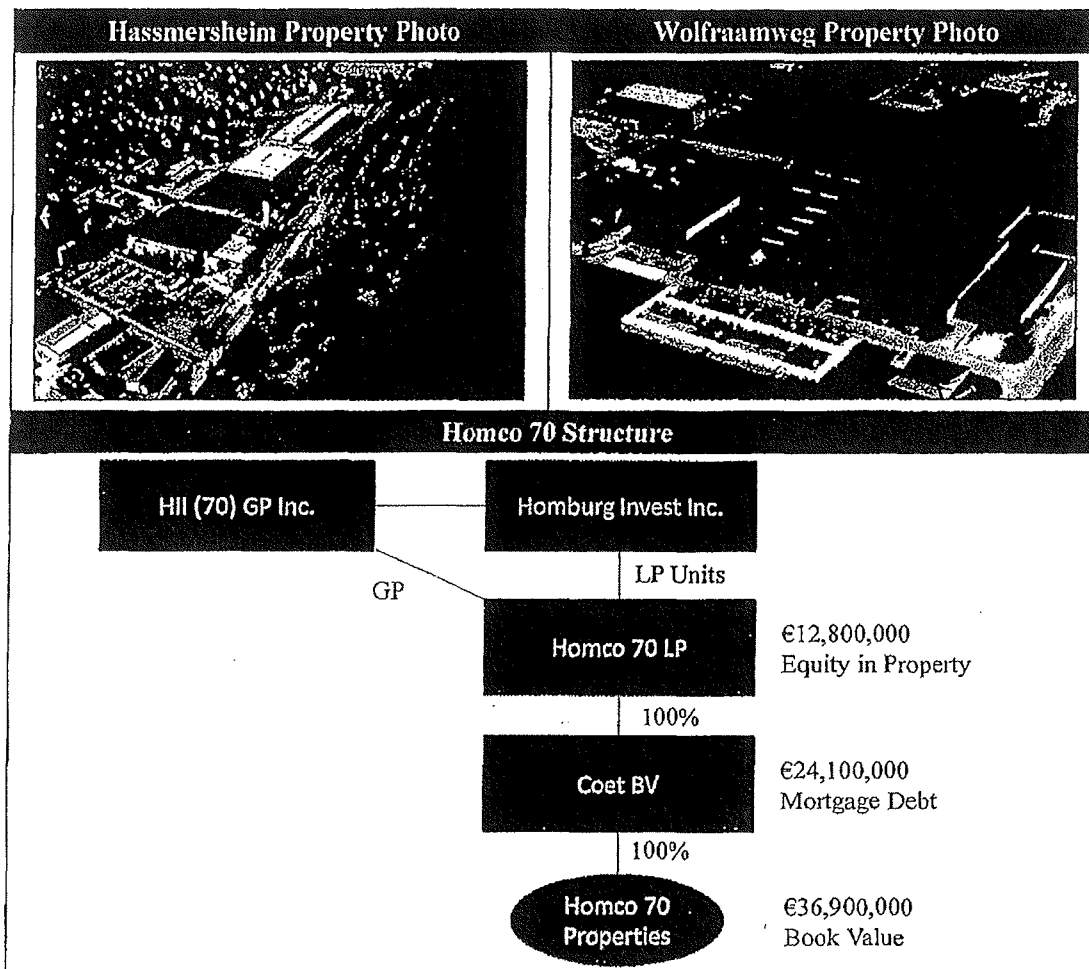 Hassmersheim Property Photo
Wolfraamweg Property Photo
Homco 70 Structure
HII (70) GP Inc.
Homburg Invest Inc.
GP
LP Units
Homco 70 LP
€12,800,000
Equity in Property
100%
Coet BV
€24,100,000
Mortgage Debt
100%
Homco 70
Properties
€36,900,000
Book Value